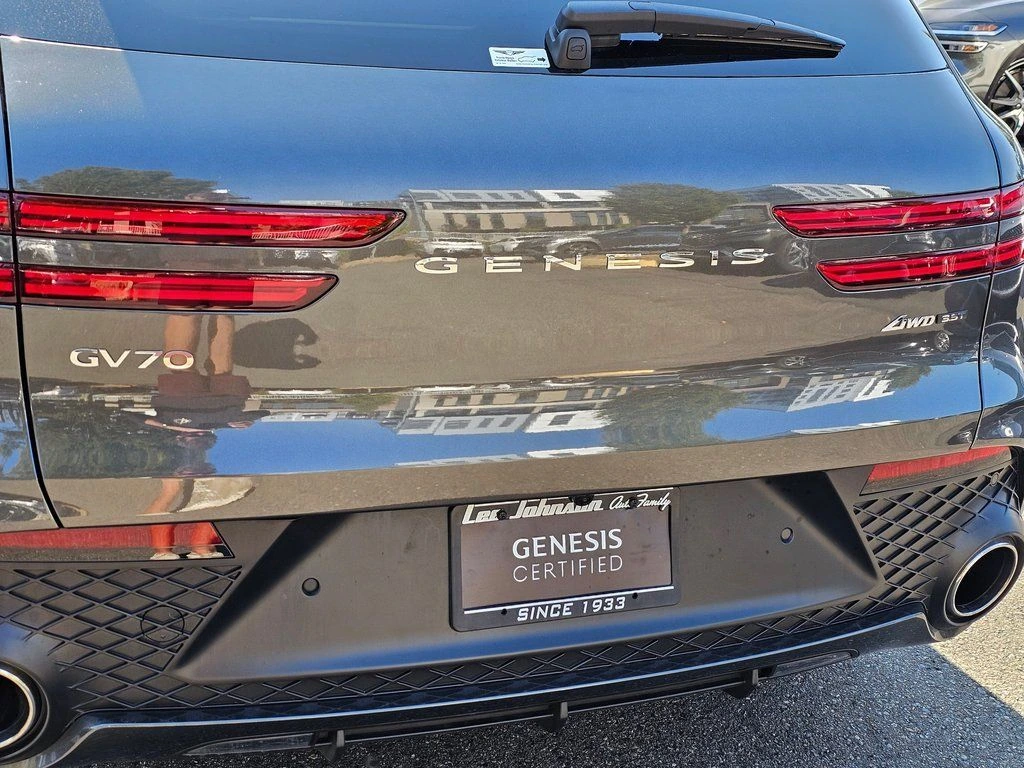 GENESIS
AWD 3.5T
GV70
Lee Johnson Auto Family
GENESIS
CERTIFIED
SINCE 1933